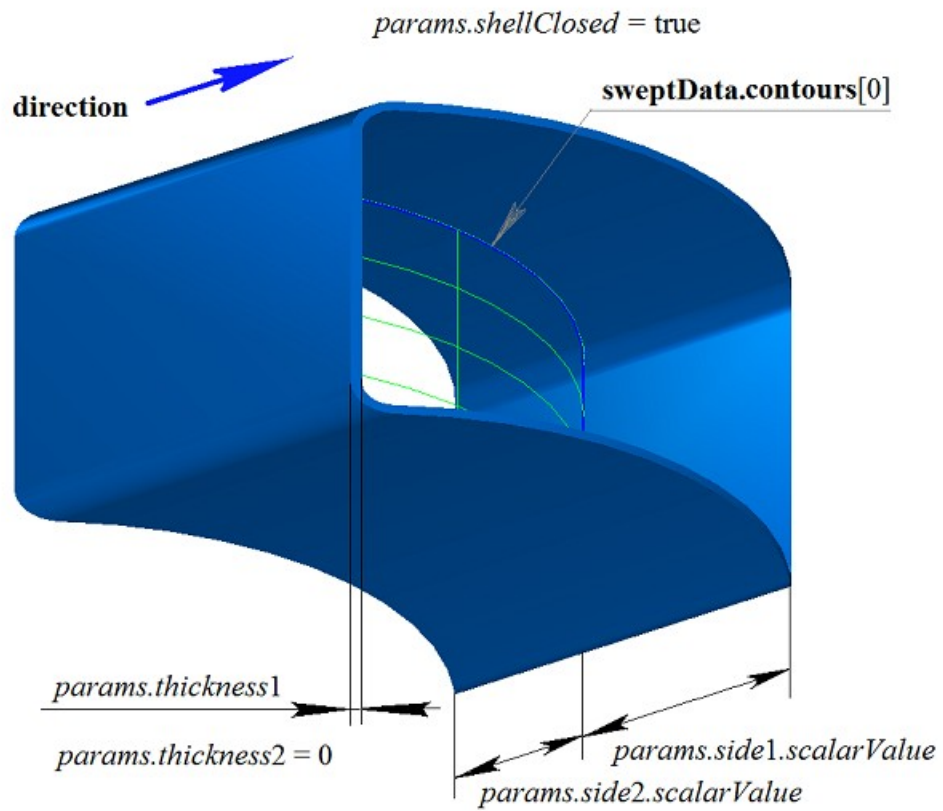 params.shellClosed = true
direction
sweptData.contours[0]
params.thickness1
params.thickness2 = 0
params.side1.scalarValue
params.side2.scalarValue